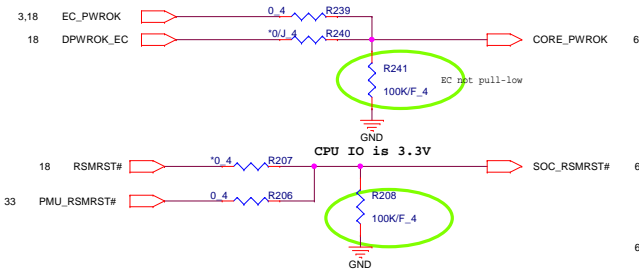 3,18 EC_PWROK 0_4 R239
18 DPWROK_EC *0/J_4 R240 CORE_PWROK 6
R241
EC not pull-low
100K/F_4
GND
CPU IO is 3.3V
18 RSMRST# *0_4 R207 SOC_RSMRST# 6
33 PMU_RSMRST# 0_4 R206 R208
100K/F_4
GND
6